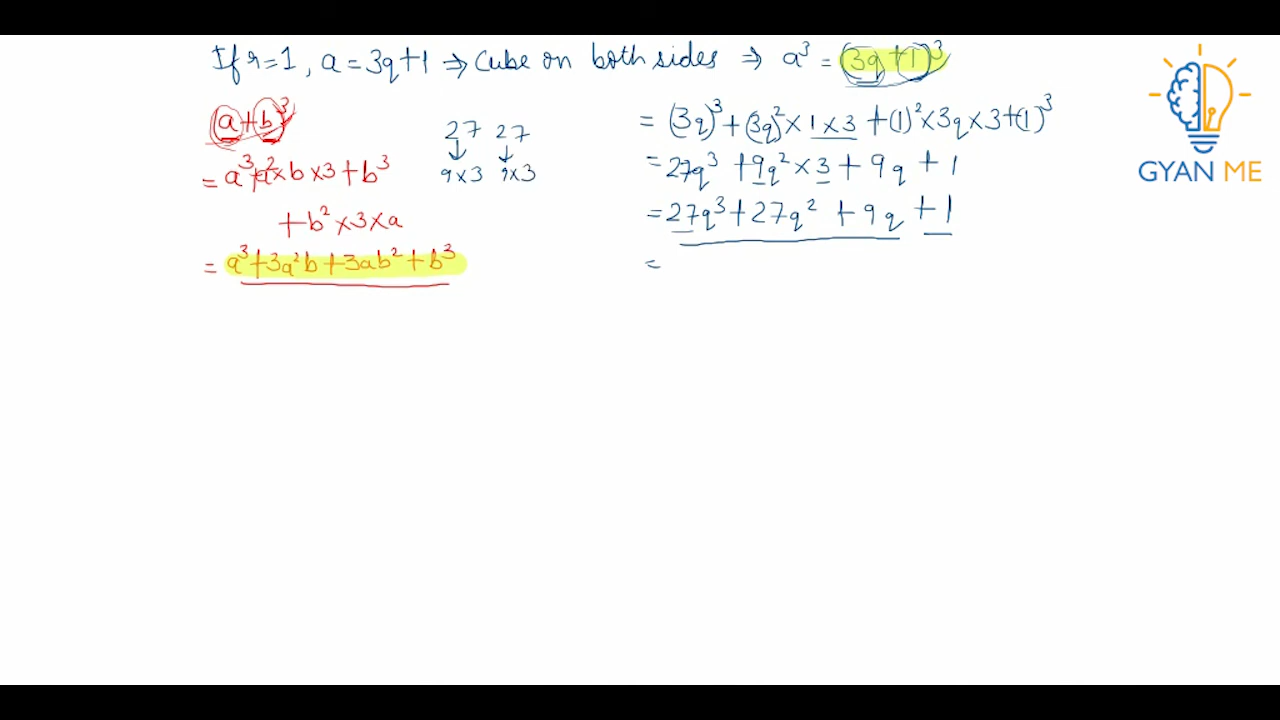 If r=1, a=3q+1 ⇒ Cube on both sides ⇒ a³ = (3q+1)³
(a+b)³
= a³+a²×b×3+b³
+b²×3×a
= a³+3a²b+3ab²+b³
27 27
↓ ↓
9×3 9×3
= (3q)³+(3q)²×1×3+(1)²×3q×3+(1)³
= 27q³ +9q²×3+9q+1
= 27q³+27q²+9q+1
=
GYAN ME